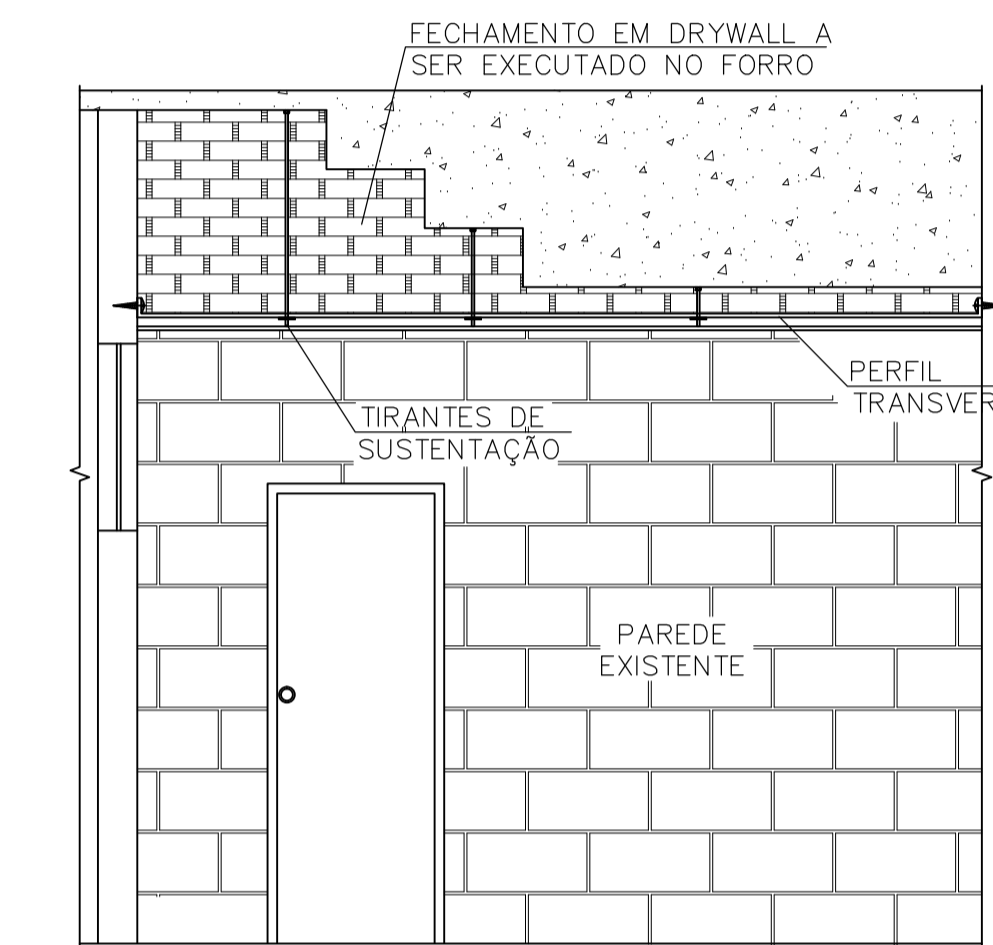 FECHAMENTO EM DRYWALL A
SER EXECUTADO NO FORRO
PERFIL
TIRANTES DE
SUSTENTAÇÃO
PAREDE
EXISTENTE